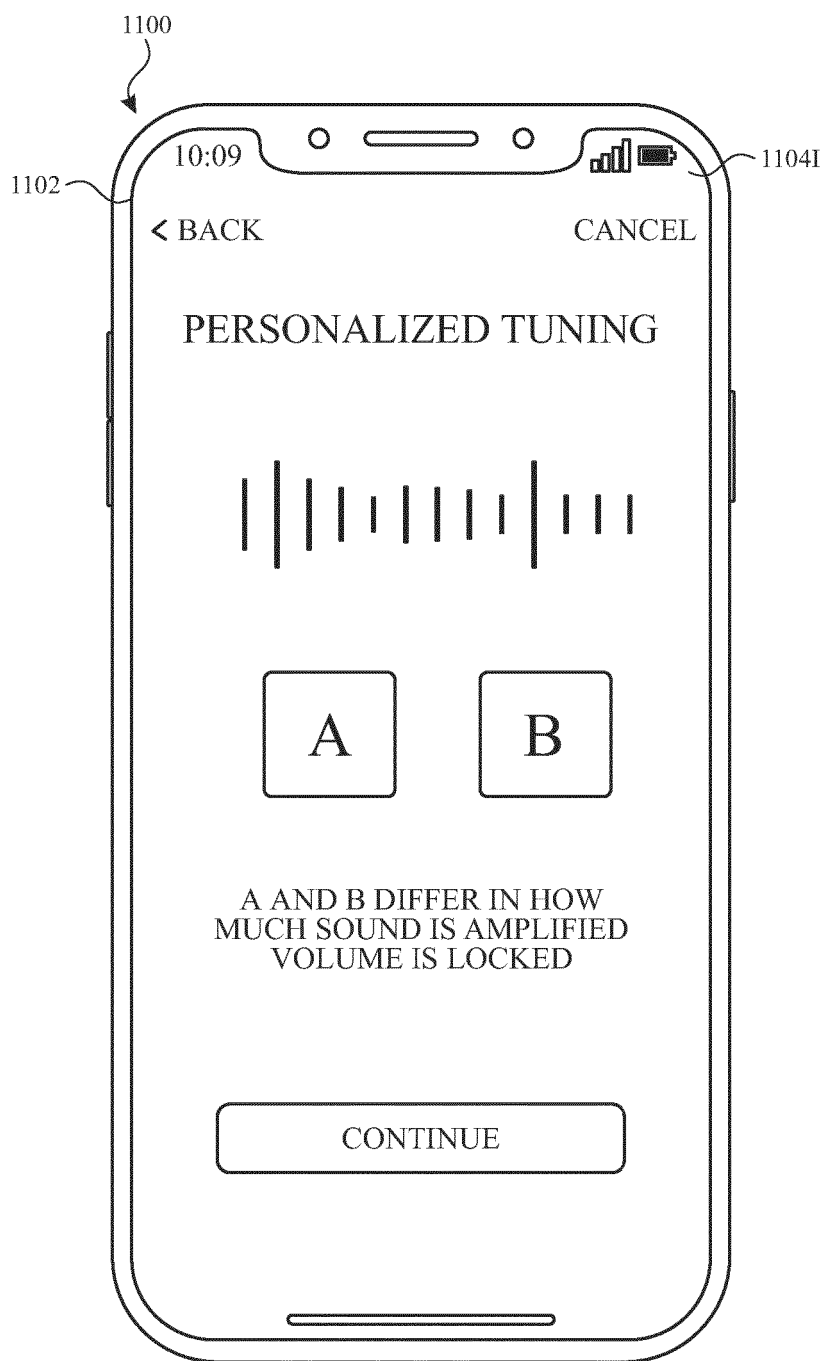 1100
10:09
1104I
1102
< BACK
CANCEL
PERSONALIZED TUNING
A
B
A AND B DIFFER IN HOW
MUCH SOUND IS AMPLIFIED
VOLUME IS LOCKED
CONTINUE